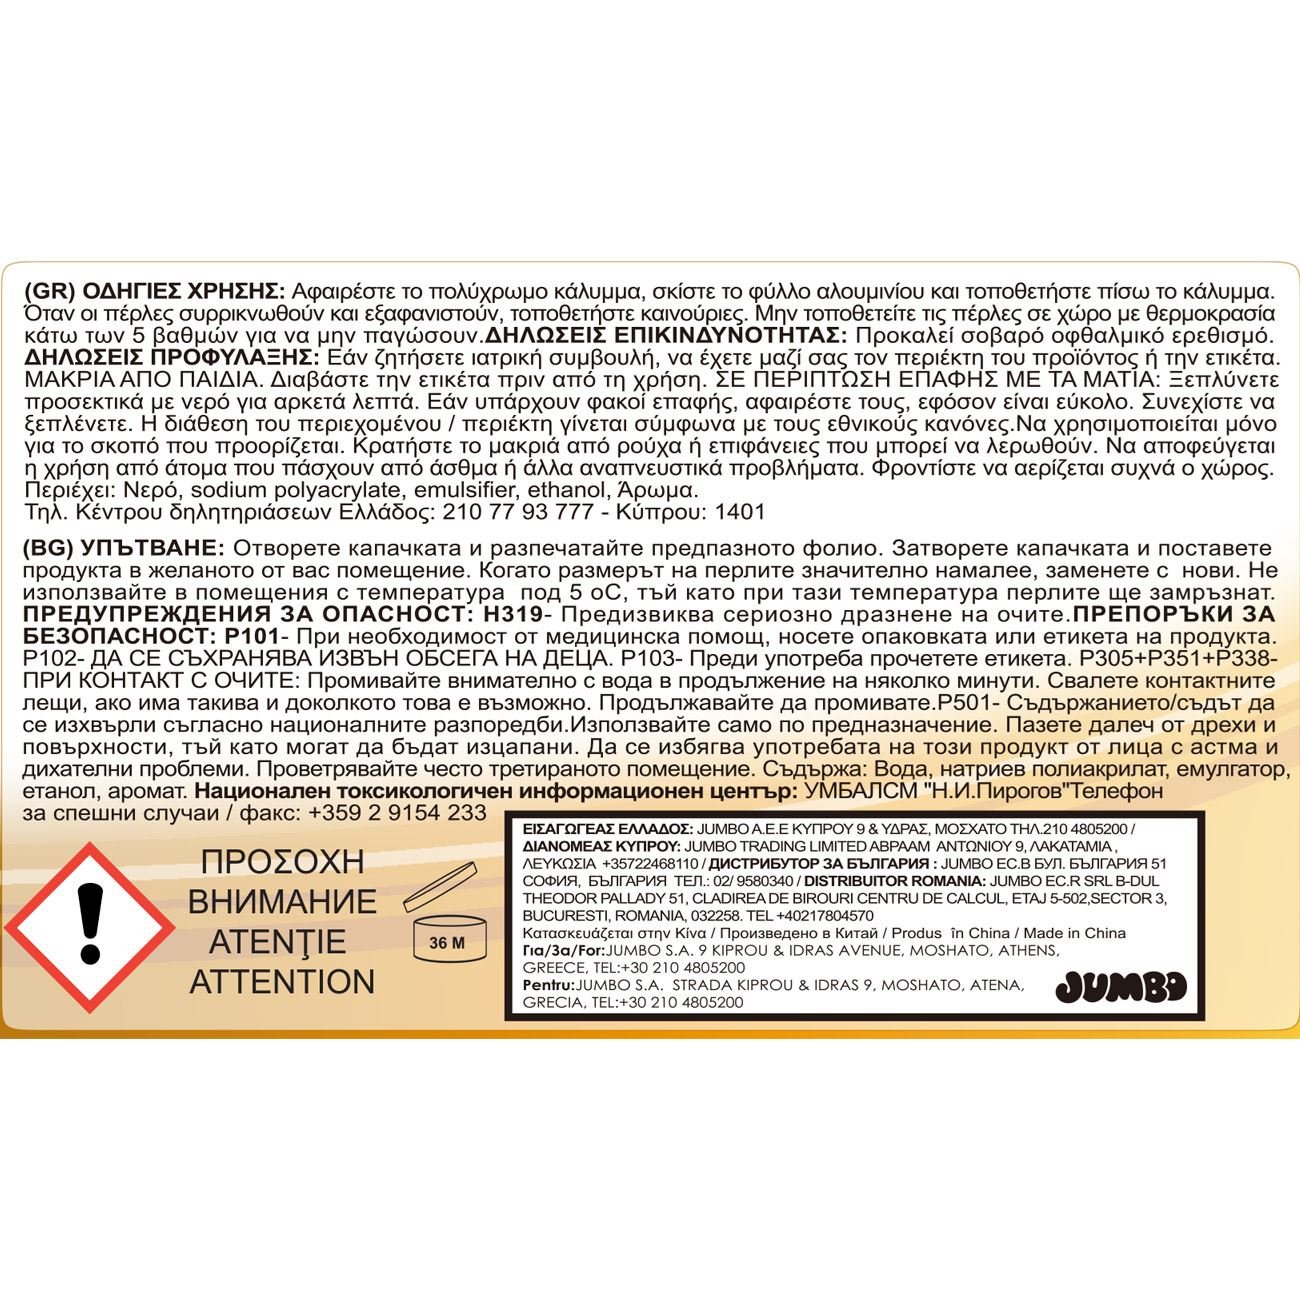 (GR) ΟΔΗΓΙΕΣ ΧΡΗΣΗΣ: Αφαιρέστε το πολύχρωμο κάλυμμα, σκίστε το φύλλο αλουμινίου και τοποθετήστε πίσω το κάλυμμα.
Όταν οι πέρλες συρρικνωθούν και εξαφανιστούν, τοποθετήστε καινούριες. Μην τοποθετείτε τις πέρλες σε χώρο με θερμοκρασία
κάτω των 5 βαθμών για να μην παγώσουν.ΔΗΛΩΣΕΙΣ ΕΠΙΚΙΝΔΥΝΟΤΗΤΑΣ: Προκαλεί σοβαρό οφθαλμικό ερεθισμό.
ΔΗΛΩΣΕΙΣ ΠΡΟΦΥΛΑΞΗΣ: Εάν ζητήσετε ιατρική συμβουλή, να έχετε μαζί σας τον περιέκτη του προϊόντος ή την ετικέτα.
ΜΑΚΡΙΑ ΑΠΟ ΠΑΙΔΙΑ. Διαβάστε την ετικέτα πριν από τη χρήση. ΣΕ ΠΕΡΙΠΤΩΣΗ ΕΠΑΦΗΣ ΜΕ ΤΑ ΜΑΤΙΑ: Ξεπλύνετε
προσεκτικά με νερό για αρκετά λεπτά. Εάν υπάρχουν φακοί επαφής, αφαιρέστε τους, εφόσον είναι εύκολο. Συνεχίστε να
ξεπλένετε. Η διάθεση του περιεχομένου / περιέκτη γίνεται σύμφωνα με τους εθνικούς κανόνες.Να χρησιμοποιείται μόνο
για το σκοπό που προορίζεται. Κρατήστε το μακριά από ρούχα ή επιφάνειες που μπορεί να λερωθούν. Να αποφεύγεται
η χρήση από άτομα που πάσχουν από άσθμα ή άλλα αναπνευστικά προβλήματα. Φροντίστε να αερίζεται συχνά ο χώρος.
Περιέχει: Νερό, sodium polyacrylate, emulsifier, ethanol, Άρωμα.
Τηλ. Κέντρου δηλητηριάσεων Ελλάδος: 210 77 93 777 - Κύπρου: 1401
(BG) УПЪТВАНЕ: Отворете капачката и разпечатайте предпазното фолио. Затворете капачката и поставете
продукта в желаното от вас помещение. Когато размерът на перлите значително намалее, заменете с  нови. Не
използвайте в помещения с температура  под 5 оС, тъй като при тази температура перлите ще замръзнат.
ПРЕДУПРЕЖДЕНИЯ ЗА ОПАСНОСТ: H319- Предизвиква сериозно дразнене на очите.ПРЕПОРЪКИ ЗА
БЕЗОПАСНОСТ: P101- При необходимост от медицинска помощ, носете опаковката или етикета на продукта.
P102- ДА СЕ СЪХРАНЯВА ИЗВЪН ОБСЕГА НА ДЕЦА. P103- Преди употреба прочетете етикета. P305+P351+P338-
ПРИ КОНТАКТ С ОЧИТЕ: Промивайте внимателно с вода в продължение на няколко минути. Свалете контактните
лещи, ако има такива и доколкото това е възможно. Продължавайте да промивате.P501- Съдържанието/съдът да
се изхвърли съгласно националните разпоредби.Използвайте само по предназначение. Пазете далеч от дрехи и
повърхности, тъй като могат да бъдат изцапани. Да се избягва употребата на този продукт от лица с астма и
дихателни проблеми. Проветрявайте често третираното помещение. Съдържа: Вода, натриев полиакрилат, емулгатор,
етанол, аромат. Национален токсикологичен информационен център: УМБАЛСМ "Н.И.Пирогов"Телефон
за спешни случаи / факс: +359 2 9154 233
ΠΡΟΣΟΧΗ
ВНИМАНИЕ
ATENŢIE
ATTENTION
36 M
ΕΙΣΑΓΩΓΕΑΣ ΕΛΛΑΔΟΣ: JUMBO A.E.E ΚΥΠΡΟΥ 9 & ΥΔΡΑΣ, ΜΟΣΧΑΤΟ ΤΗΛ.210 4805200 /
ΔΙΑΝΟΜΕΑΣ ΚΥΠΡΟΥ: JUMBO TRADING LIMITED ΑΒΡΑΑΜ  ΑΝΤΩΝΙΟΥ 9, ΛΑΚΑΤΑΜΙΑ ,
ΛΕΥΚΩΣΙΑ  +35722468110 / ДИСТРИБУТОР ЗА БЪЛГАРИЯ : JUMBO EC.B БУЛ. БЪЛГАРИЯ 51
СОФИЯ,  БЪЛГАРИЯ  ТЕЛ.: 02/ 9580340 / DISTRIBUITOR ROMANIA: JUMBO EC.R SRL B-DUL
THEODOR PALLADY 51, CLADIREA DE BIROURI CENTRU DE CALCUL, ETAJ 5-502,SECTOR 3,
BUCURESTI, ROMANIA, 032258. TEL +40217804570
Κατασκευάζεται στην Κίνα / Произведено в Китай / Produs  în China / Made in China
Για/За/For:JUMBO S.A. 9 KIPROU & IDRAS AVENUE, MOSHATO, ATHENS,
GREECE, TEL:+30 210 4805200
Pentru:JUMBO S.A.  STRADA KIPROU & IDRAS 9, MOSHATO, ATENA,
GRECIA, TEL:+30 210 4805200
JUMBO